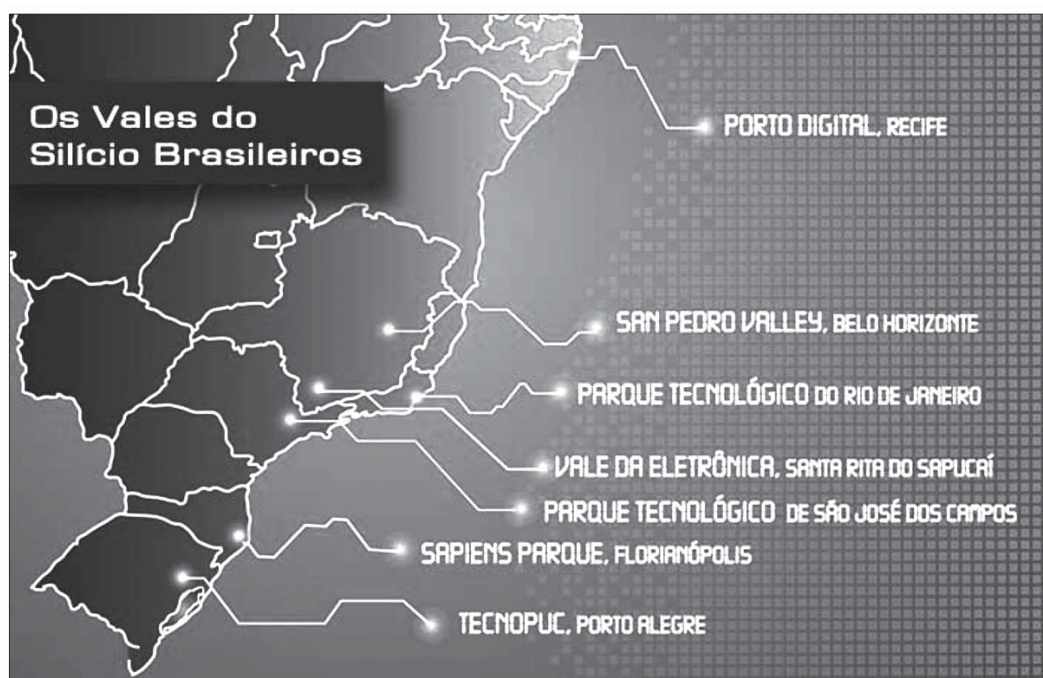 Os Vales do
Silício Brasileiros
PORTO DIGITAL, RECIFE
SAN PEDRO VALLEY, BELO HORIZONTE
PARQUE TECNOLÓGICO DO RIO DE JANEIRO
VALE DA ELETRÔNICA, SANTA RITA DO SAPUCAÍ
PARQUE TECNOLÓGICO DE SÃO JOSÉ DOS CAMPOS
SAPIENS PARQUE, FLORIANÓPOLIS
TECNOPUC, PORTO ALEGRE